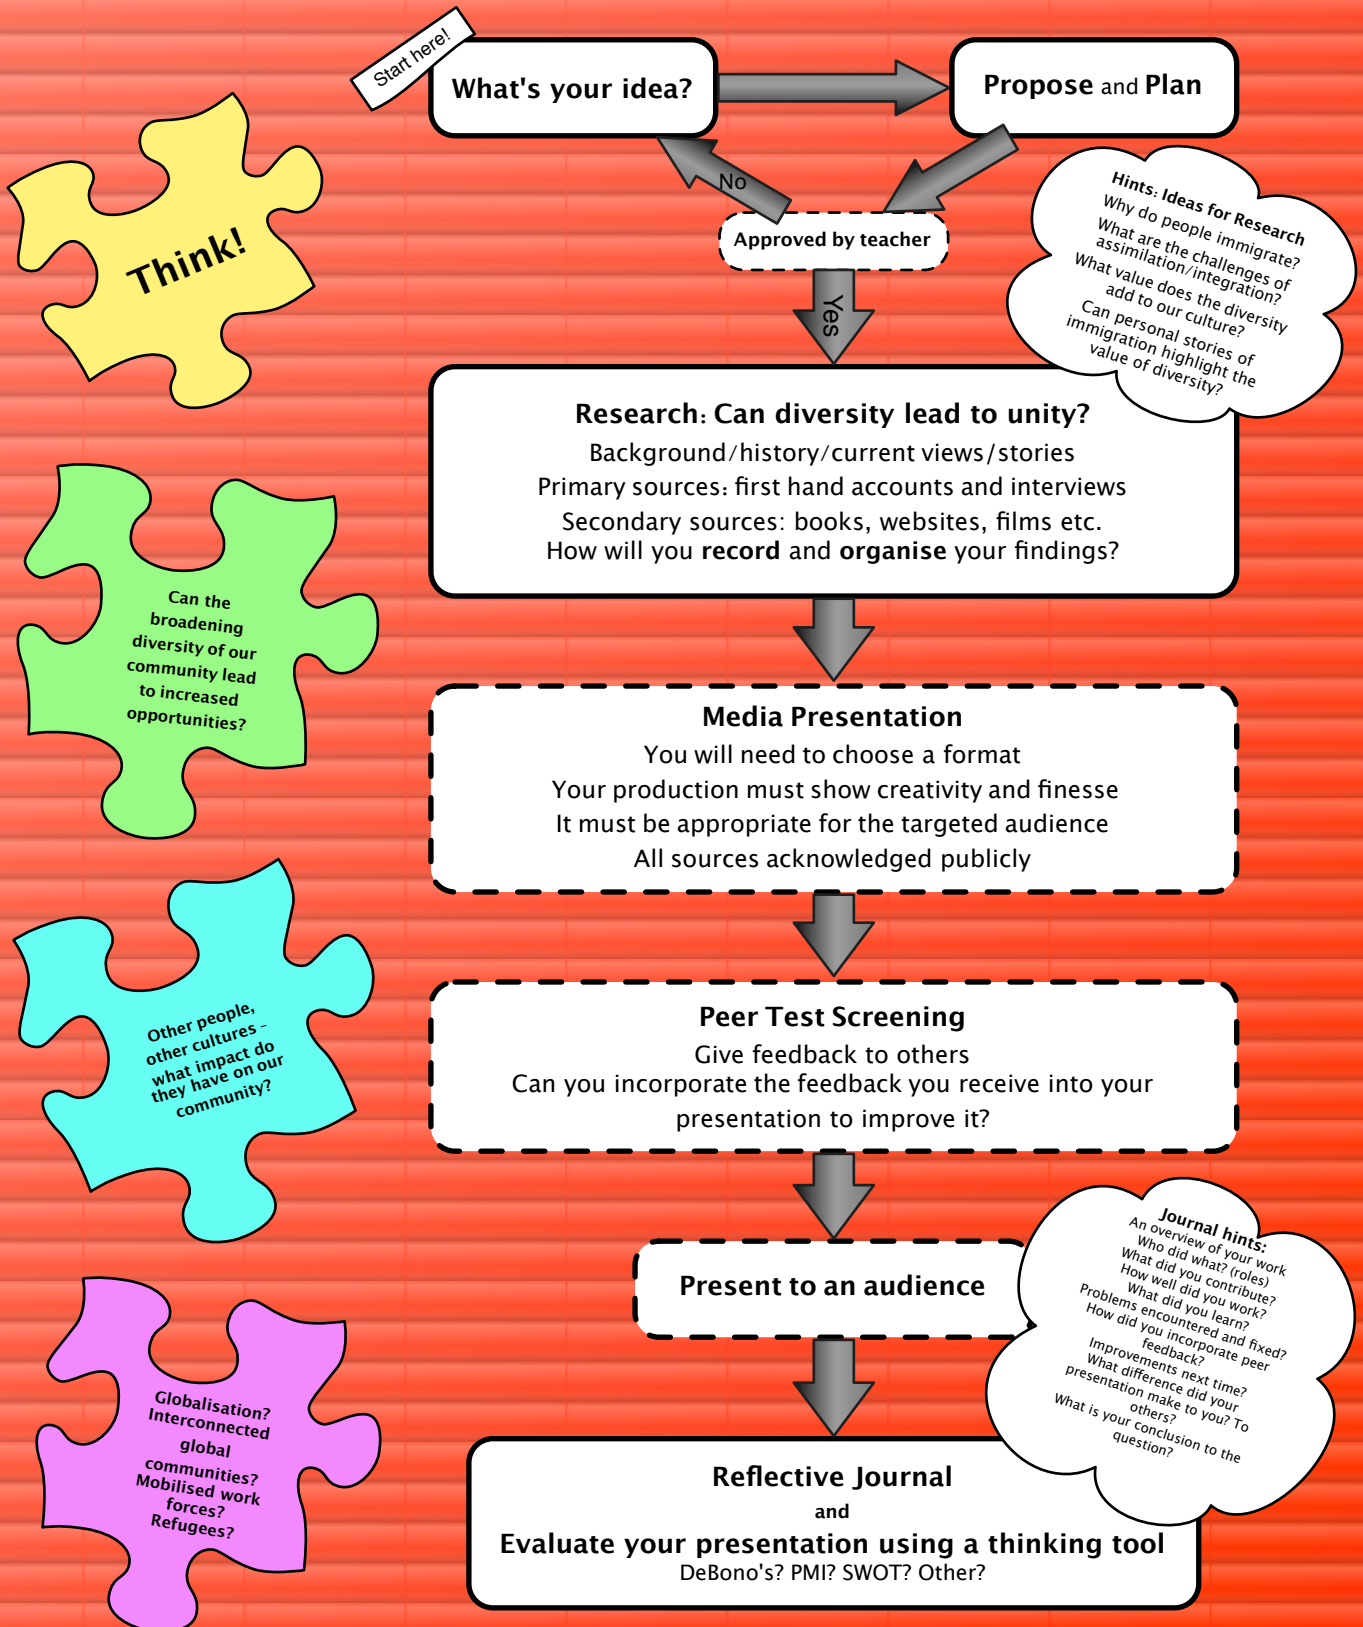 Start here!
What's your idea?
Propose and Plan
No
Approved by teacher
Yes
Think!
Hints: Ideas for Research
Why do people immigrate?
What are the challenges of
assimilation/integration?
What value does the diversity
add to our culture?
Can personal stories of
immigration highlight the
value of diversity?
Research: Can diversity lead to unity?
Background/history/current views/stories
Primary sources: first hand accounts and interviews
Secondary sources: books, websites, films etc.
How will you record and organise your findings?
Can the
broadening
diversity of our
community lead
to increased
opportunities?
Media Presentation
You will need to choose a format
Your production must show creativity and finesse
It must be appropriate for the targeted audience
All sources acknowledged publicly
Other people,
other cultures –
what impact do
they have on our
community?
Peer Test Screening
Give feedback to others
Can you incorporate the feedback you receive into your
presentation to improve it?
Present to an audience
Journal hints:
An overview of your work
Who did what? (roles)
What did you contribute?
How well did you work?
What did you learn?
Problems encountered and fixed?
How did you incorporate peer
feedback?
Improvements next time?
What difference did your
presentation make to you? To
others?
What is your conclusion to the
question?
Globalisation?
Interconnected
global
communities?
Mobilised work
forces?
Refugees?
Reflective Journal
and
Evaluate your presentation using a thinking tool
DeBono's? PMI? SWOT? Other?